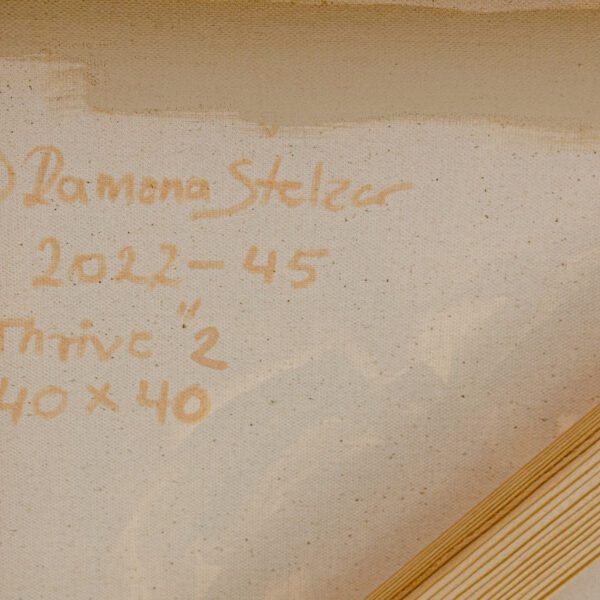 Ramona Stelzer
2022-45
Thrive" 2
40 x 40